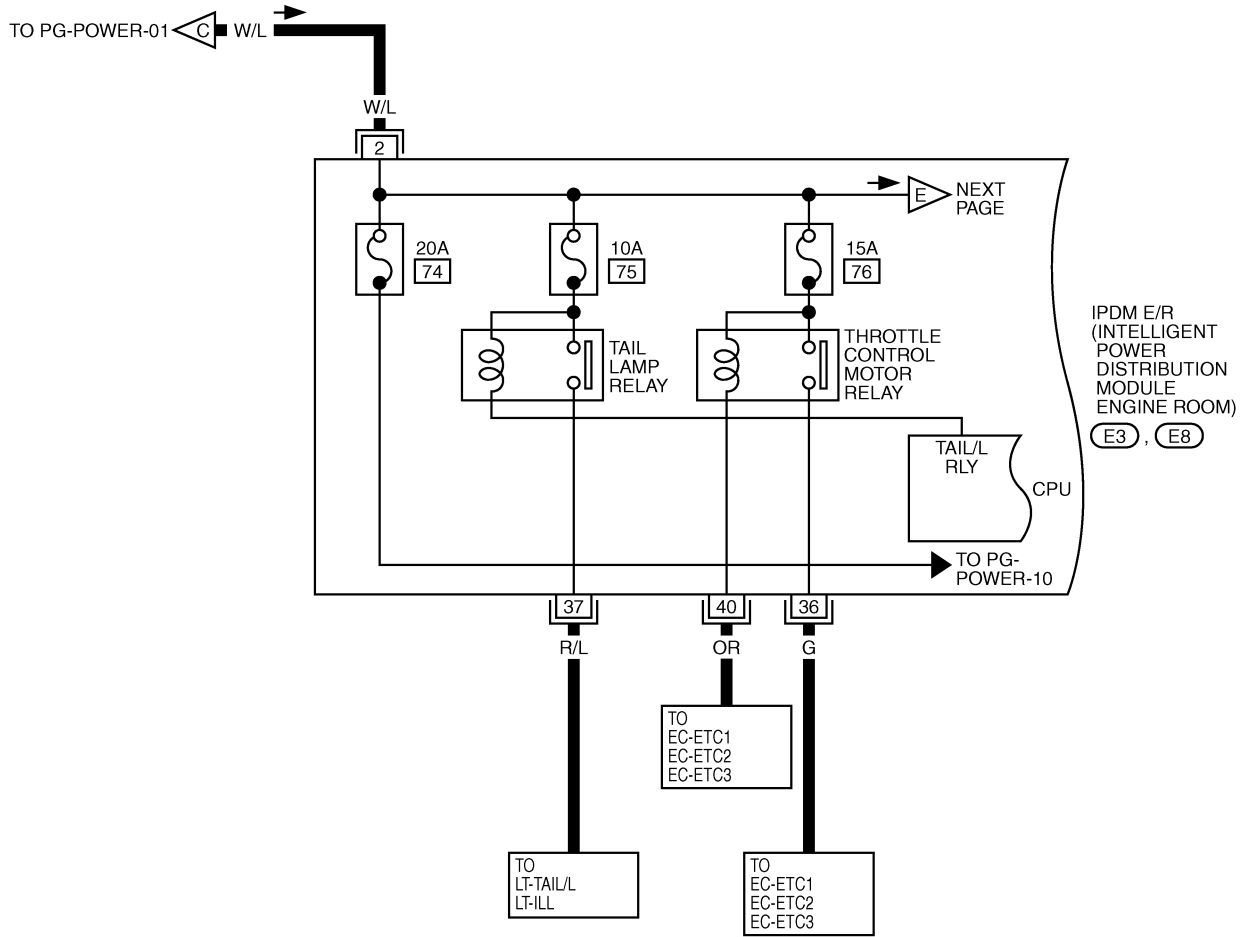 TO PG-POWER-01
C
W/L
W/L
2
E
NEXT
PAGE
20A
74
10A
75
15A
76
TAIL
LAMP
RELAY
THROTTLE
CONTROL
MOTOR
RELAY
IPDM E/R
(INTELLIGENT
POWER
DISTRIBUTION
MODULE
ENGINE ROOM)
E3 , E8
TAIL/L
RLY
CPU
TO PG-
POWER-10
37
40
36
R/L
OR
G
TO
EC-ETC1
EC-ETC2
EC-ETC3
TO
LT-TAIL/L
LT-ILL
TO
EC-ETC1
EC-ETC2
EC-ETC3